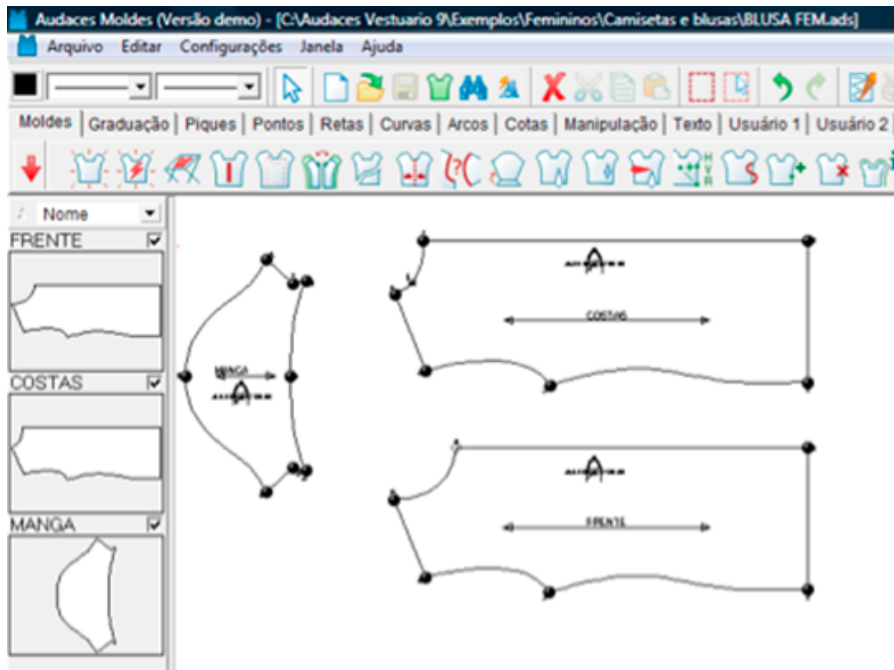 Audaces Moldes (Versão demo) - [C:\Audaces Vestuario 9\Exemplos\Femininos\Camisetas e blusas\BLUSA FEM.ads]
Arquivo Editar Configurações Janela Ajuda
Moldes Graduação Piques Pontos Retas Curvas Arcos Cotas Manipulação Texto Usuário 1 Usuário 2
H
V
R
Nome
FRENTE
COSTAS
MANGA
MANGA
COSTAS
FRENTE